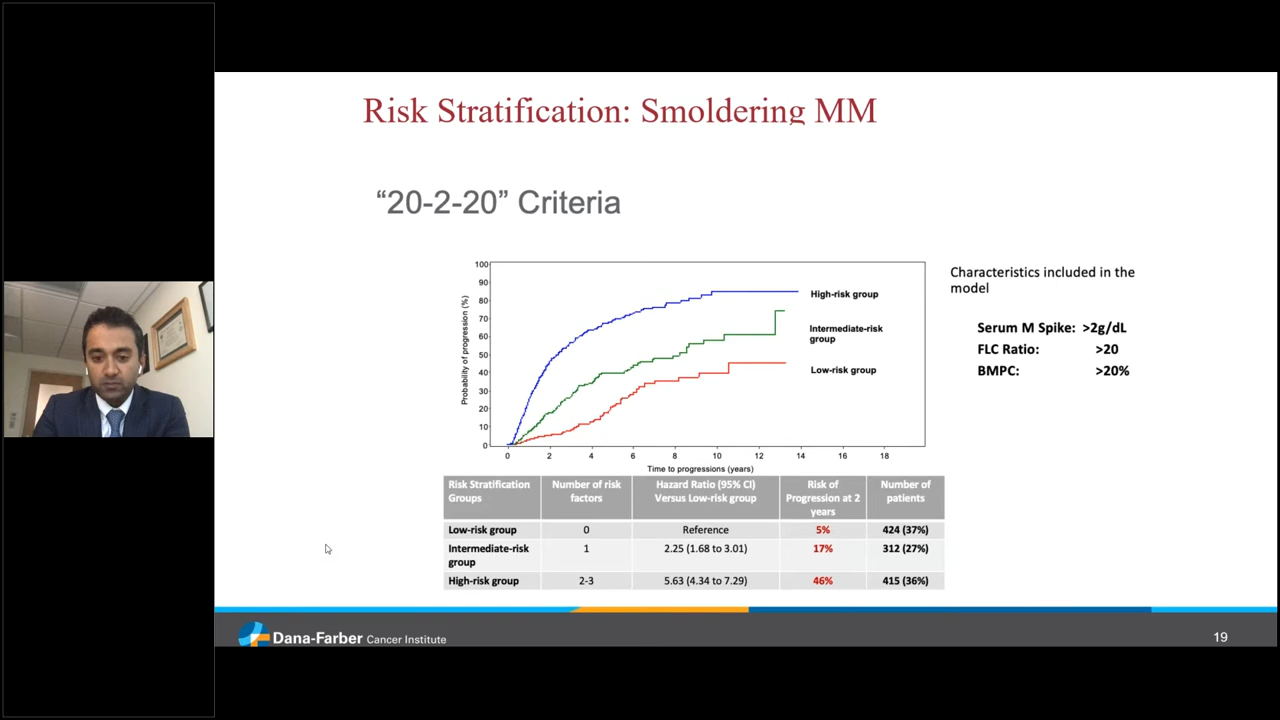 Risk Stratification: Smoldering MM
“20-2-20” Criteria
100
90
80
70
60
50
40
30
20
10
0
Probability of progression (%)
High-risk group
Intermediate-risk
group
Low-risk group
0 2 4 6 8 10 12 14 16 18
Time to progressions (years)
Characteristics included in the
model
Serum M Spike: >2g/dL
FLC Ratio: >20
BMPC: >20%
Risk Stratification
Groups
Number of risk
factors
Hazard Ratio (95% CI)
Versus Low-risk group
Risk of
Progression at 2
years
Number of
patients
Low-risk group 0 Reference 5% 424 (37%)
Intermediate-risk
group
1 2.25 (1.68 to 3.01) 17% 312 (27%)
High-risk group 2-3 5.63 (4.34 to 7.29) 46% 415 (36%)
Dana-Farber Cancer Institute
19